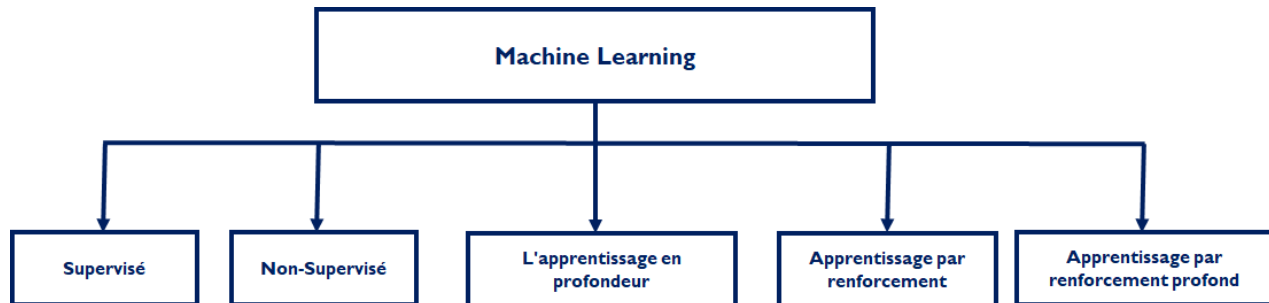 Machine Learning
Supervisé
Non-Supervisé
L'apprentissage en
profondeur
Apprentissage par
renforcement
Apprentissage par
renforcement profond